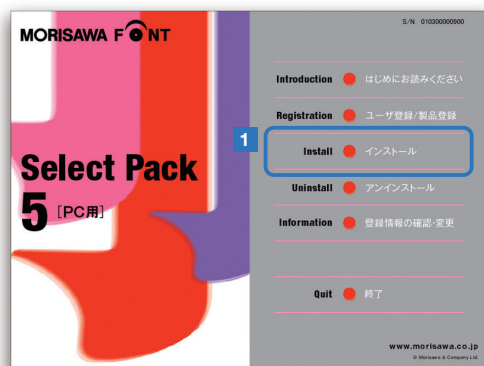 S/N 010300000900
MORISAWA FONT
Introduction はじめにお読みください
Registration ユーザ登録/製品登録
1
Install インストール
Select Pack
5 [PC用]
Uninstall アンインストール
Information 登録情報の確認・変更
Quit 終了
www.morisawa.co.jp
© Morisawa & Company Ltd.